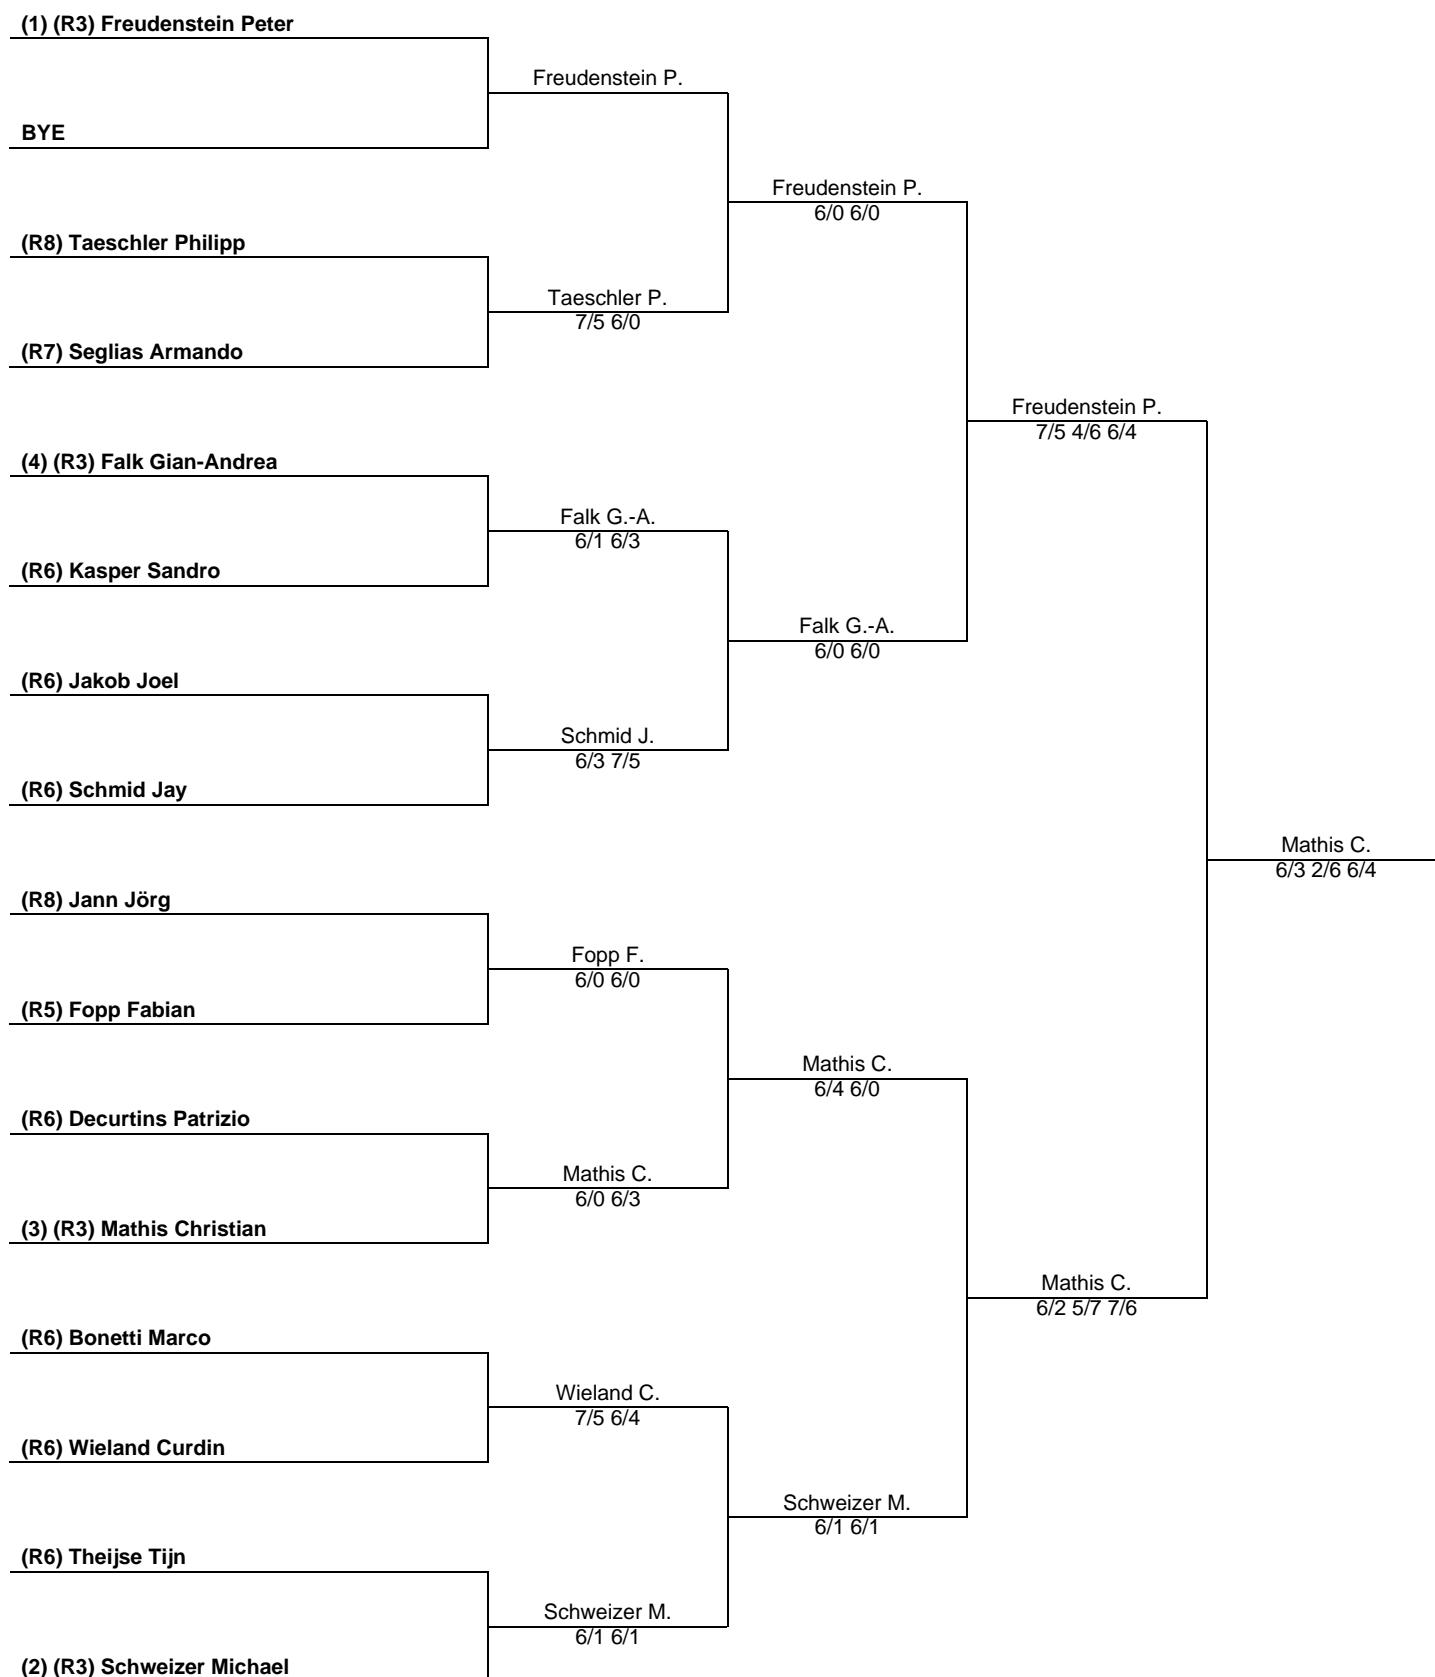 (1) (R3) Freudenstein Peter
Freudenstein P.
BYE
Freudenstein P.
6/0 6/0
(R8) Taeschler Philipp
Taeschler P.
7/5 6/0
(R7) Seglias Armando
Freudenstein P.
7/5 4/6 6/4
(4) (R3) Falk Gian-Andrea
Falk G.-A.
6/1 6/3
(R6) Kasper Sandro
Falk G.-A.
6/0 6/0
(R6) Jakob Joel
Schmid J.
6/3 7/5
(R6) Schmid Jay
Mathis C.
6/3 2/6 6/4
(R8) Jann Jörg
Fopp F.
6/0 6/0
(R5) Fopp Fabian
Mathis C.
6/4 6/0
(R6) Decurtins Patrizio
Mathis C.
6/0 6/3
(3) (R3) Mathis Christian
Mathis C.
6/2 5/7 7/6
(R6) Bonetti Marco
Wieland C.
7/5 6/4
(R6) Wieland Curdin
Schweizer M.
6/1 6/1
(R6) Theijse Tijn
Schweizer M.
6/1 6/1
(2) (R3) Schweizer Michael